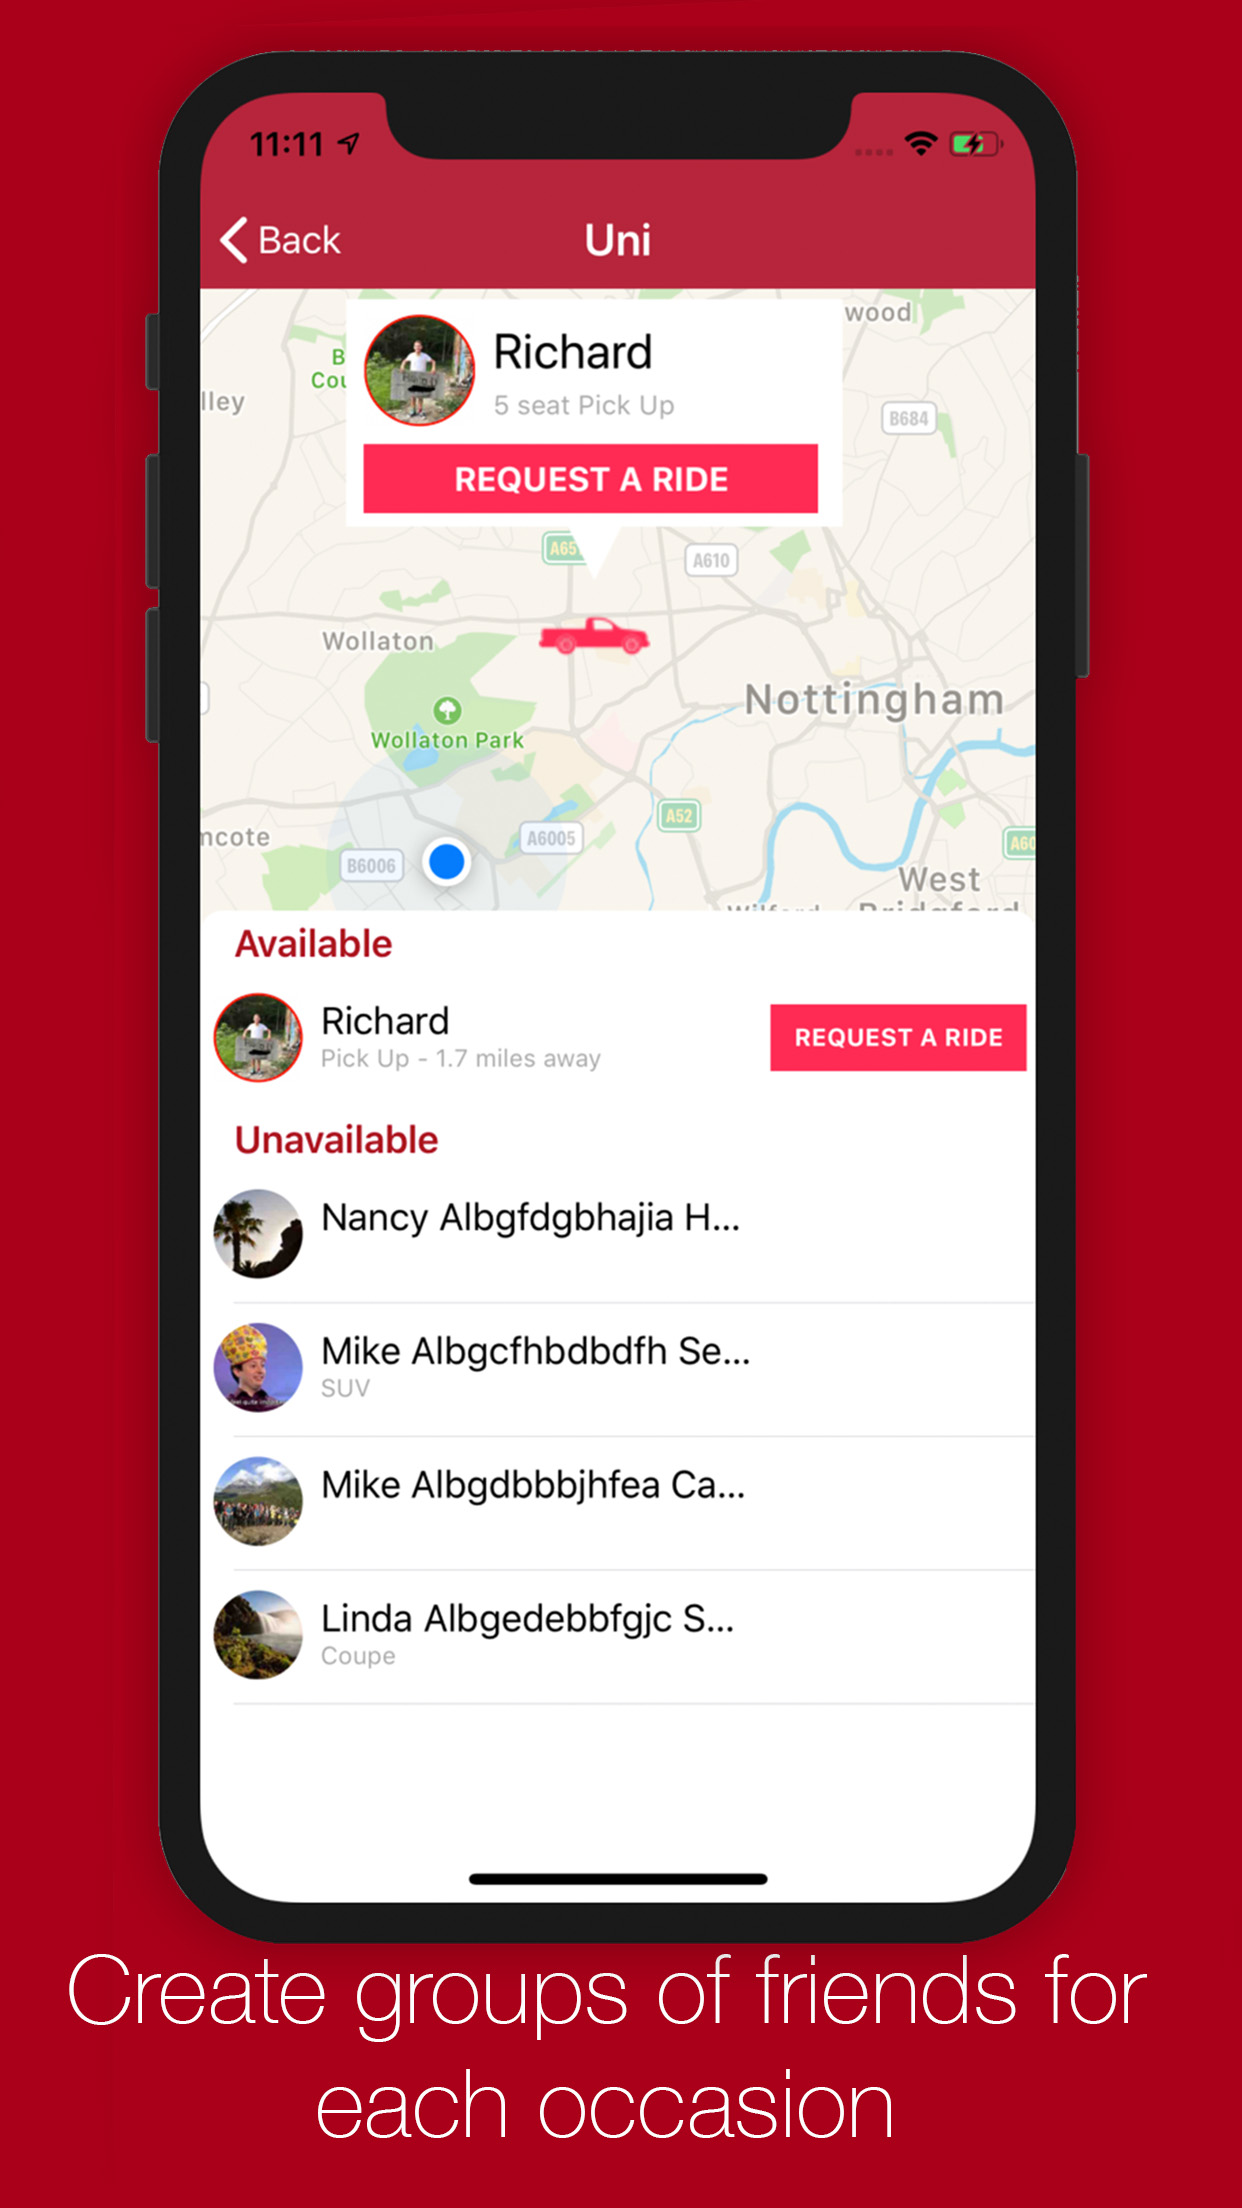 11:11
Back
Uni
wood
Richard
5 seat Pick Up
lley
B684
REQUEST A RIDE
A610
Wollaton
Nottingham
Wollaton Park
A52
ncote
A6005
B6006
West
Available
Richard
Pick Up - 1.7 miles away
REQUEST A RIDE
Unavailable
Nancy Albgfdgbhajia H...
Mike Albgcfhbdbdfh Se...
SUV
Mike Albgdbbbjhfea Ca...
Linda Albgedebbfgjc S...
Coupe
Create groups of friends for
each occasion